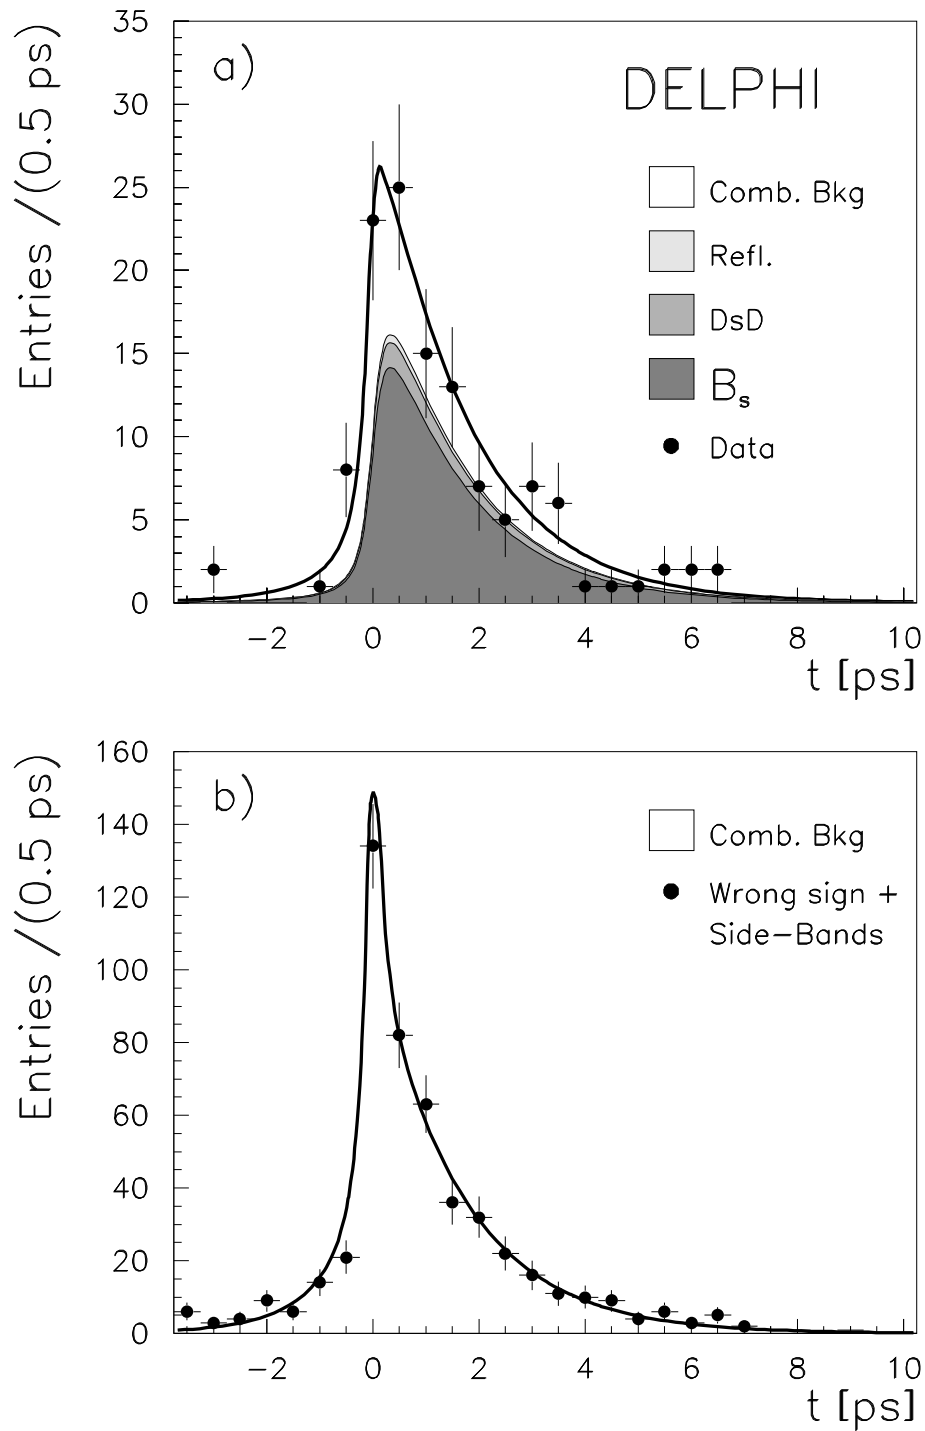 a)
DELPHI
Entries /(0.5 ps)
35
30
25
20
15
10
5
0
Comb. Bkg
Refl.
DsD
Bs
Data
−2
0
2
4
6
8
10
t [ps]
b)
Entries /(0.5 ps)
160
140
120
100
80
60
40
20
0
Comb. Bkg
Wrong sign +
Side−Bands
−2
0
2
4
6
8
10
t [ps]